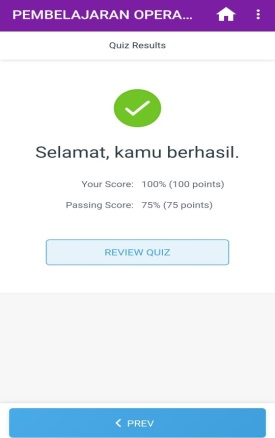 PEMBELAJARAN OPERA...
Quiz Results
Selamat, kamu berhasil.
Your Score: 100% (100 points)
Passing Score: 75% (75 points)
REVIEW QUIZ
PREV